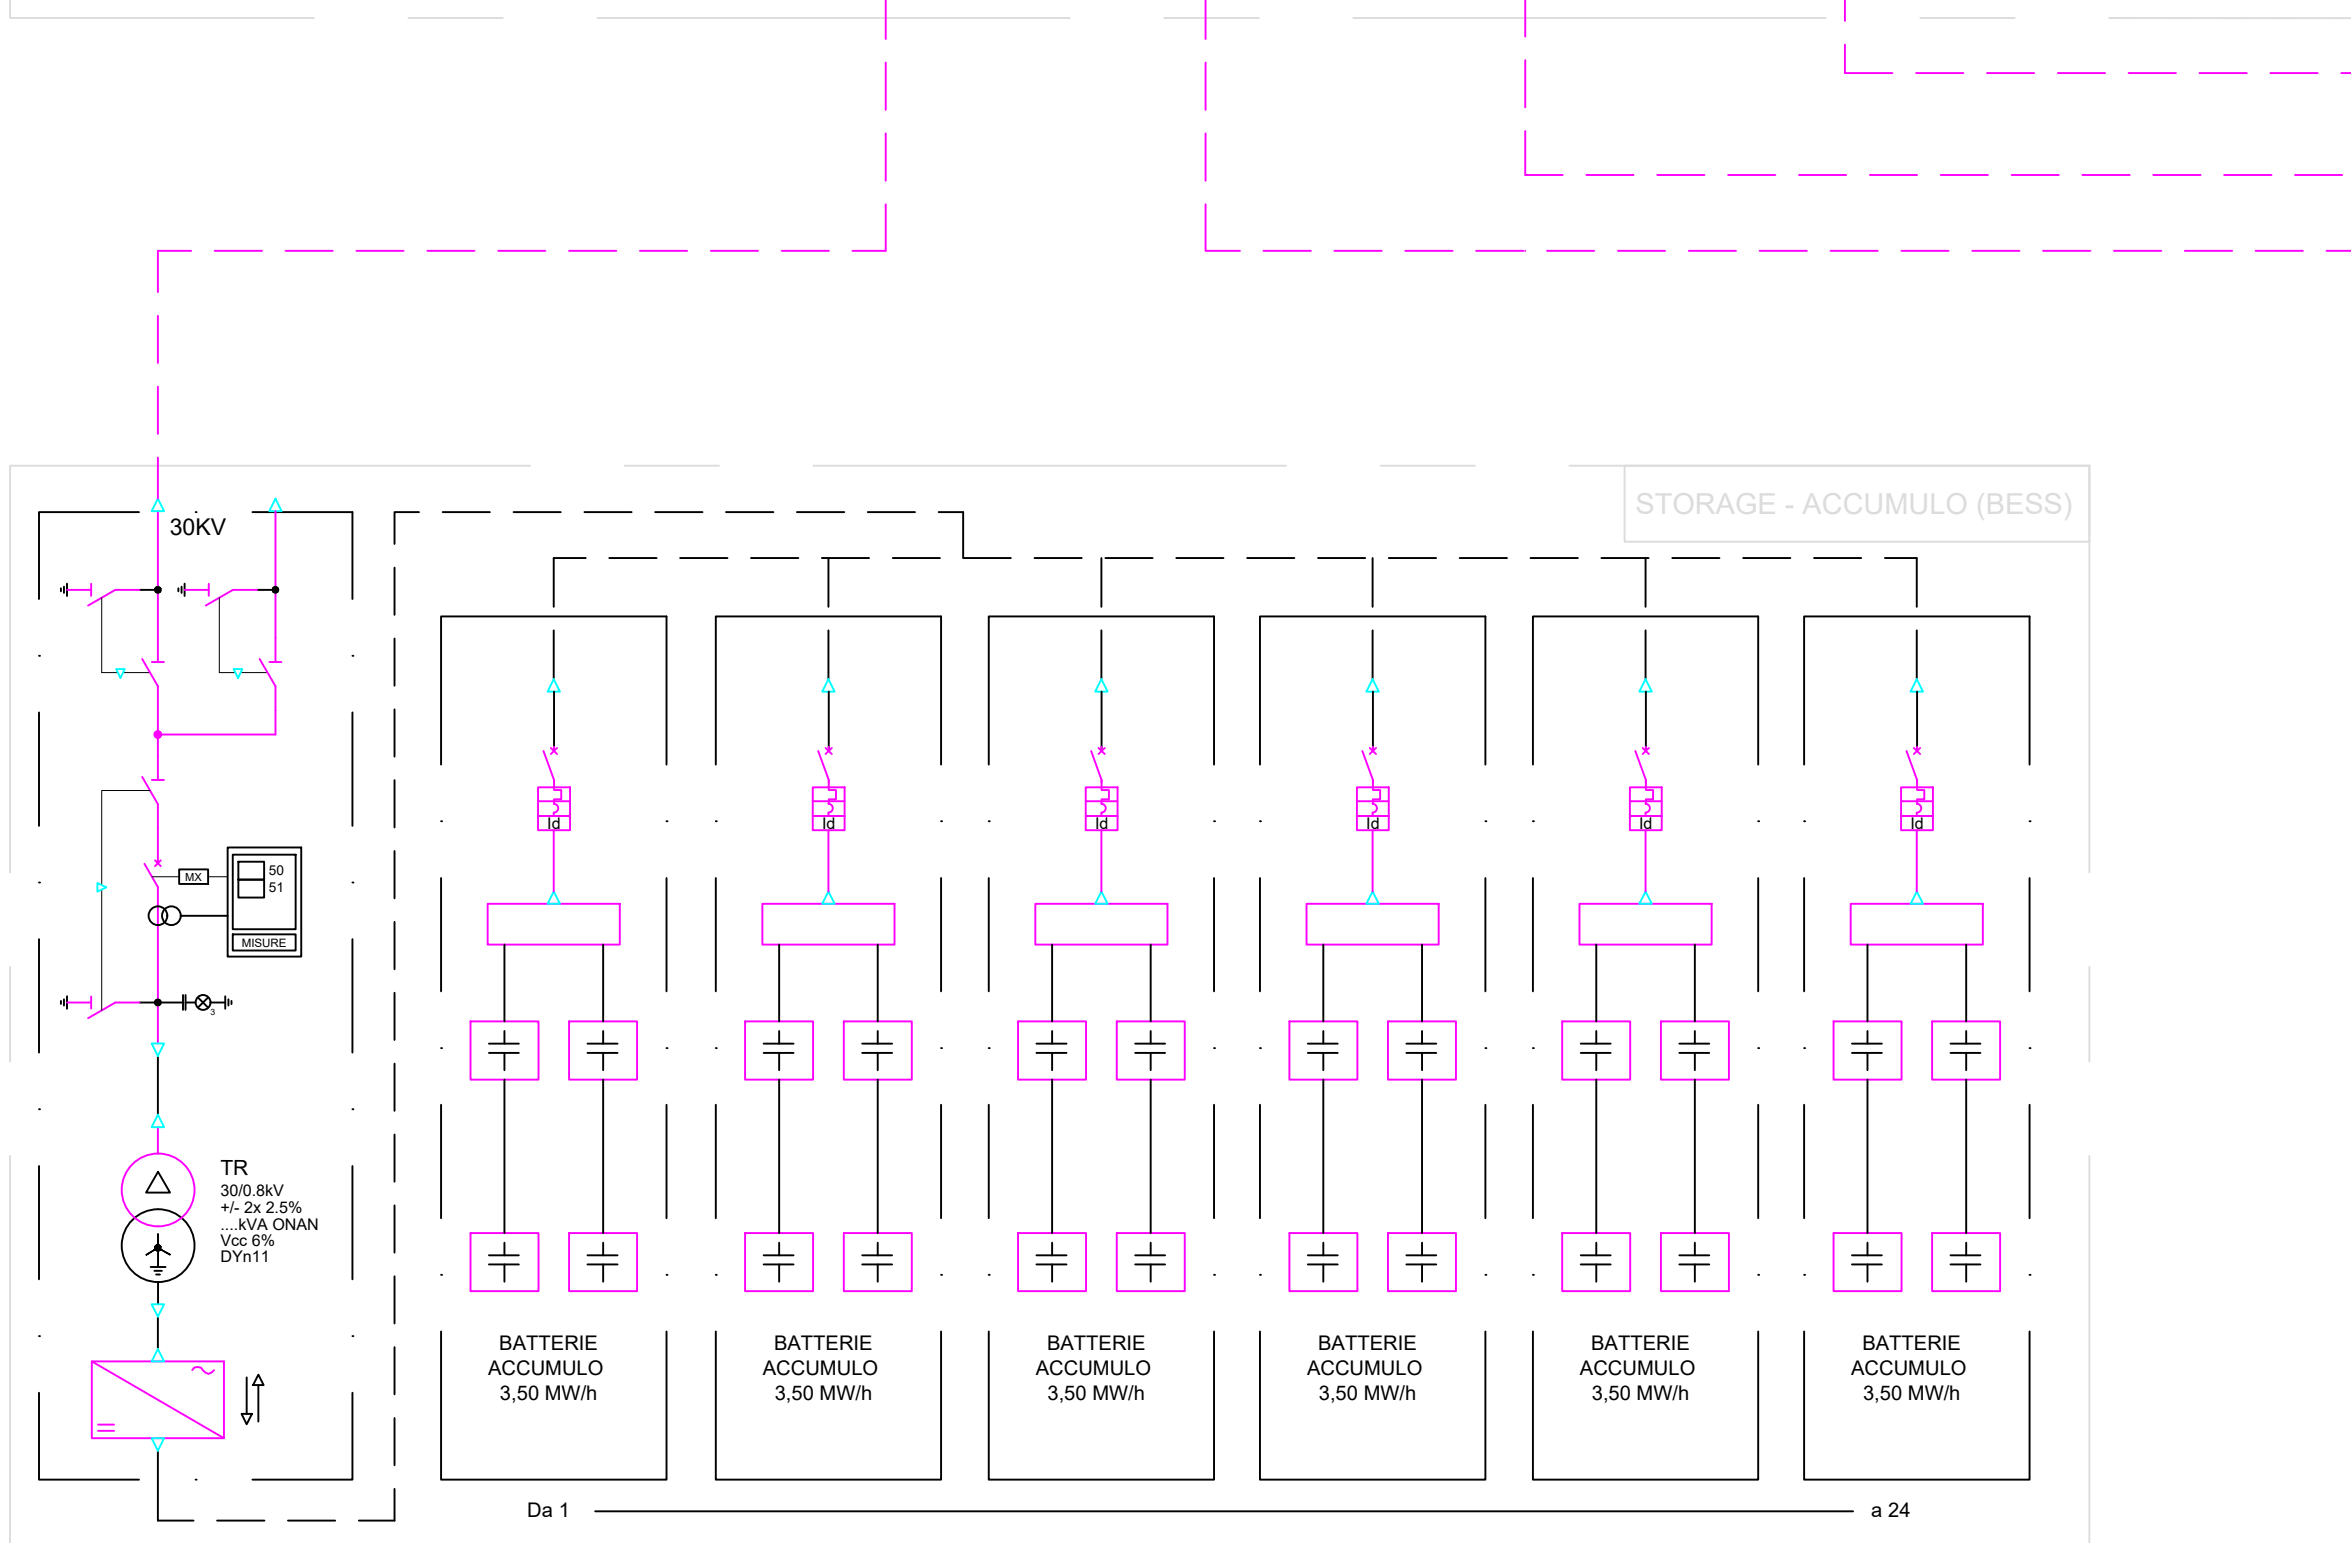 STORAGE - ACCUMULO (BESS)
30KV
MX
50
51
MISURE
3
TR
30/0.8kV
+/- 2x 2.5%
....kVA ONAN
Vcc 6%
DYn11
Id
Id
Id
Id
Id
Id
BATTERIE
ACCUMULO
3,50 MW/h
BATTERIE
ACCUMULO
3,50 MW/h
BATTERIE
ACCUMULO
3,50 MW/h
BATTERIE
ACCUMULO
3,50 MW/h
BATTERIE
ACCUMULO
3,50 MW/h
BATTERIE
ACCUMULO
3,50 MW/h
Da 1
a 24